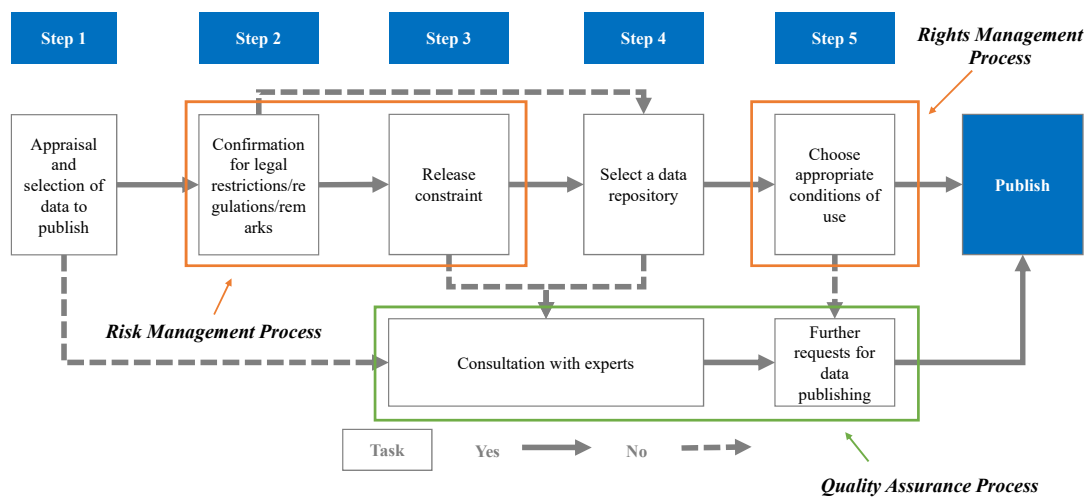 Step 1
Step 2
Step 3
Step 4
Step 5
Rights Management
Process
Appraisal
and
selection of
data to
publish
Confirmation
for legal
restrictions/re
gulations/rem
arks
Release
constraint
Select a data
repository
Choose
appropriate
conditions of
use
Publish
Risk Management Process
Consultation with experts
Further
requests for
data
publishing
Task
Yes
No
Quality Assurance Process